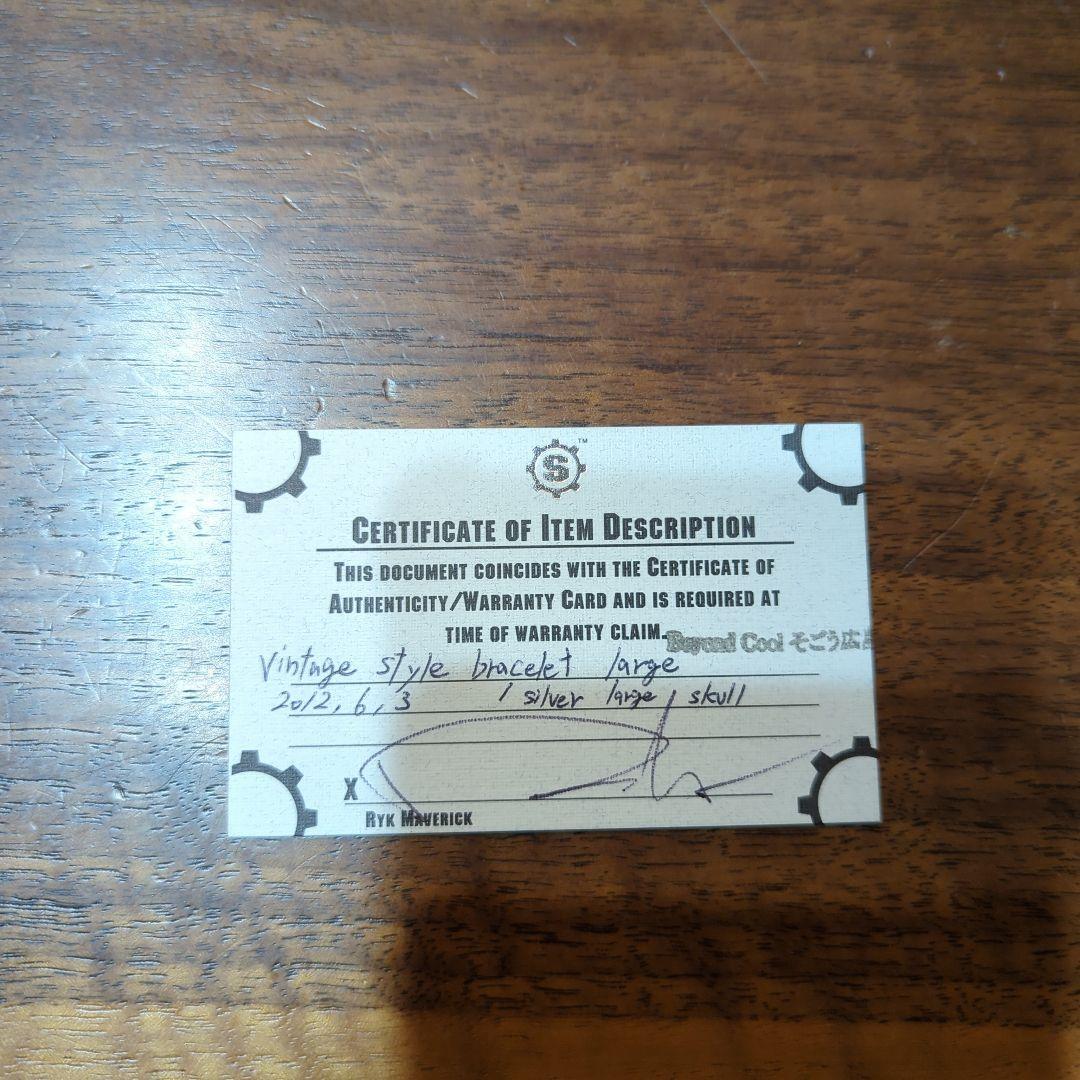 S™
CERTIFICATE OF ITEM DESCRIPTION
THIS DOCUMENT COINCIDES WITH THE CERTIFICATE OF
AUTHENTICITY/WARRANTY CARD AND IS REQUIRED AT
TIME OF WARRANTY CLAIM.
Beyond Cool そごう広
Vintage style bracelet large
2012, 6, 3 1 silver large skull
X
RYK MAVERICK